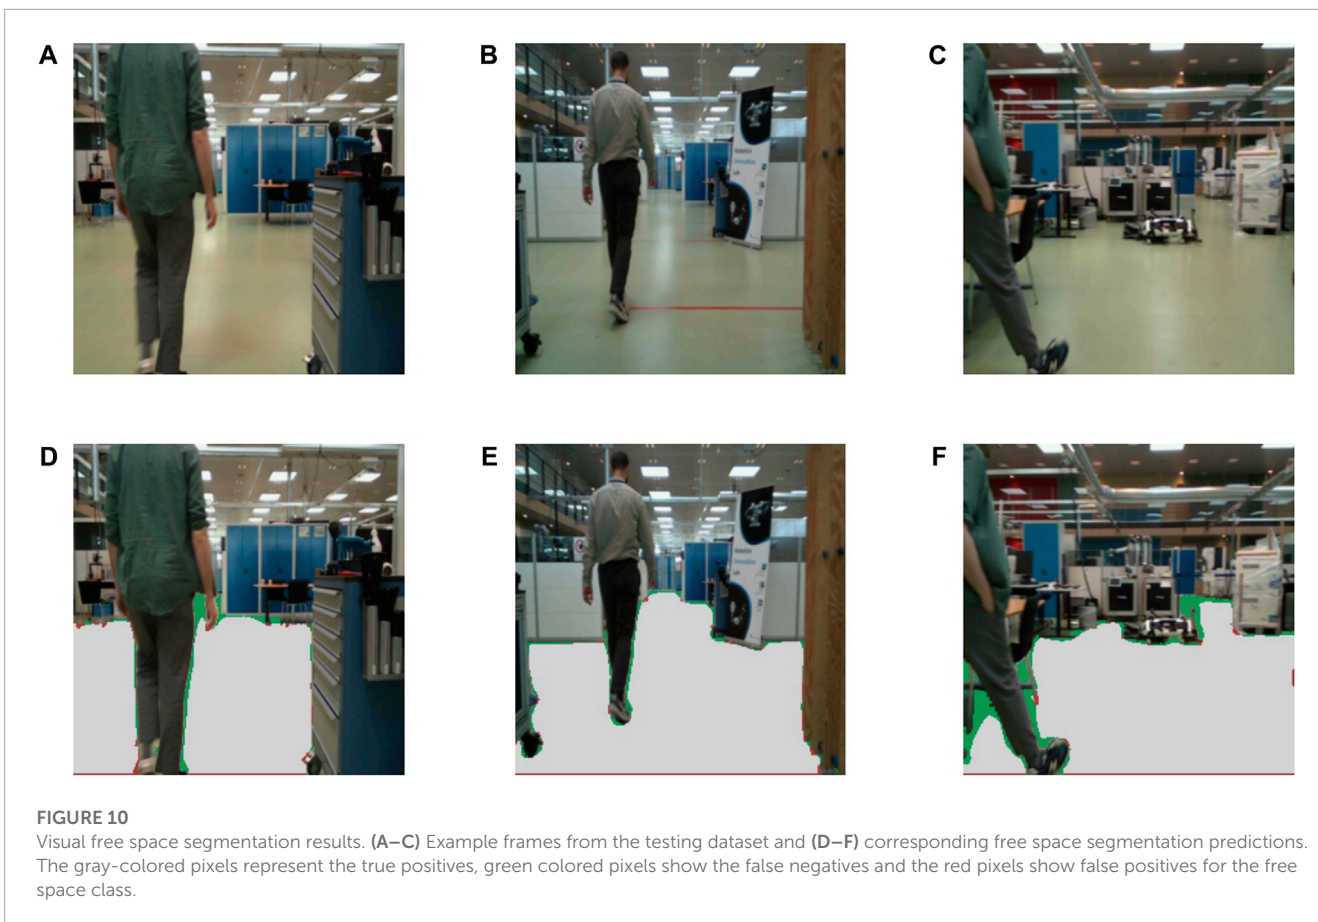 A
B
C
D
E
F
FIGURE 10
Visual free space segmentation results. (A–C) Example frames from the testing dataset and (D–F) corresponding free space segmentation predictions.
The gray-colored pixels represent the true positives, green colored pixels show the false negatives and the red pixels show false positives for the free
space class.